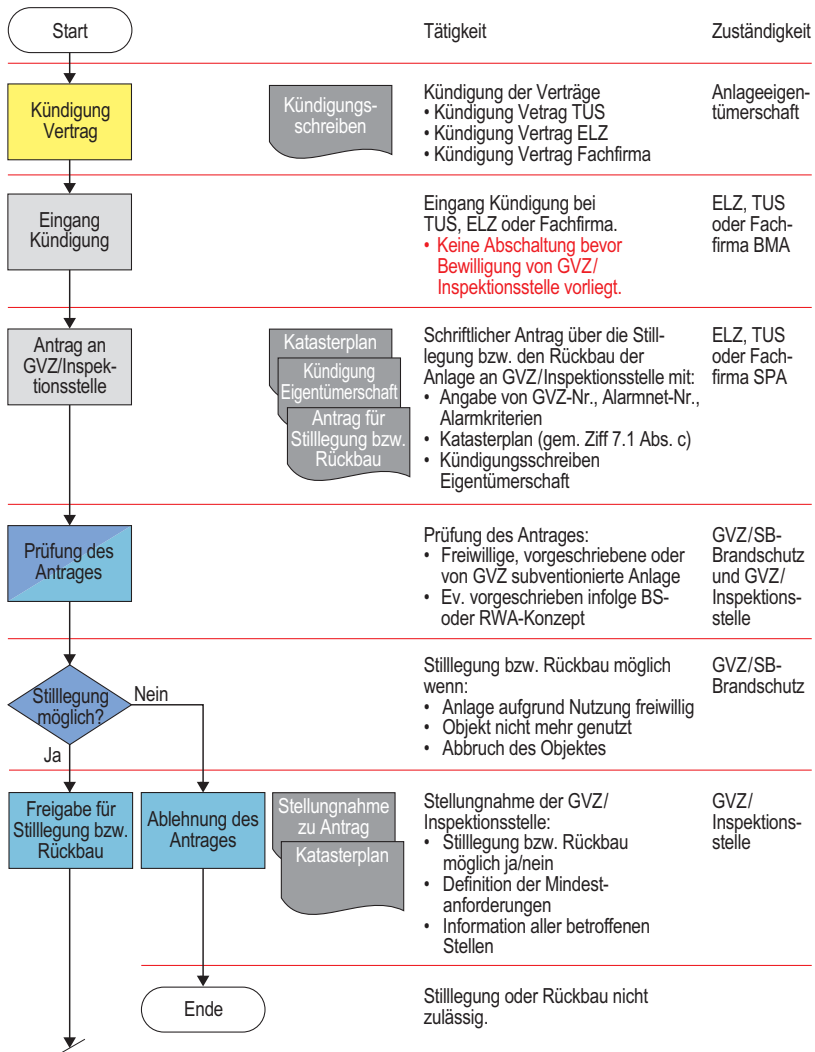 Start
Tätigkeit
Zuständigkeit
Kündigung
Vertrag
Kündigungs-
schreiben
Kündigung der Verträge
• Kündigung Vetrag TUS
• Kündigung Vertrag ELZ
• Kündigung Vertrag Fachfirma
Anlageeigen-
tümerschaft
Eingang
Kündigung
Eingang Kündigung bei
TUS, ELZ oder Fachfirma.
• Keine Abschaltung bevor
Bewilligung von GVZ/
Inspektionsstelle vorliegt.
ELZ, TUS
oder Fach-
firma BMA
Antrag an
GVZ/Inspek-
tionsstelle
Katasterplan
Kündigung
Eigentümerschaft
Antrag für
Stilllegung bzw.
Rückbau
Schriftlicher Antrag über die Still-
legung bzw. den Rückbau der
Anlage an GVZ/Inspektionsstelle mit:
• Angabe von GVZ-Nr., Alarmnet-Nr.,
Alarmkriterien
• Katasterplan (gem. Ziff 7.1 Abs. c)
• Kündigungsschreiben
Eigentümerschaft
ELZ, TUS
oder Fach-
firma SPA
Prüfung des
Antrages
Prüfung des Antrages:
• Freiwillige, vorgeschriebene oder
von GVZ subventionierte Anlage
• Ev. vorgeschrieben infolge BS-
oder RWA-Konzept
GVZ/SB-
Brandschutz
und GVZ/
Inspektions-
stelle
Stilllegung
möglich?
Nein
Ja
Stilllegung bzw. Rückbau möglich
wenn:
• Anlage aufgrund Nutzung freiwillig
• Objekt nicht mehr genutzt
• Abbruch des Objektes
GVZ/SB-
Brandschutz
Freigabe für
Stilllegung bzw.
Rückbau
Ablehnung des
Antrages
Stellungnahme
zu Antrag
Katasterplan
Stellungnahme der GVZ/
Inspektionsstelle:
• Stilllegung bzw. Rückbau
möglich ja/nein
• Definition der Mindest-
anforderungen
• Information aller betroffenen
Stellen
GVZ/
Inspektions-
stelle
Ende
Stilllegung oder Rückbau nicht
zulässig.